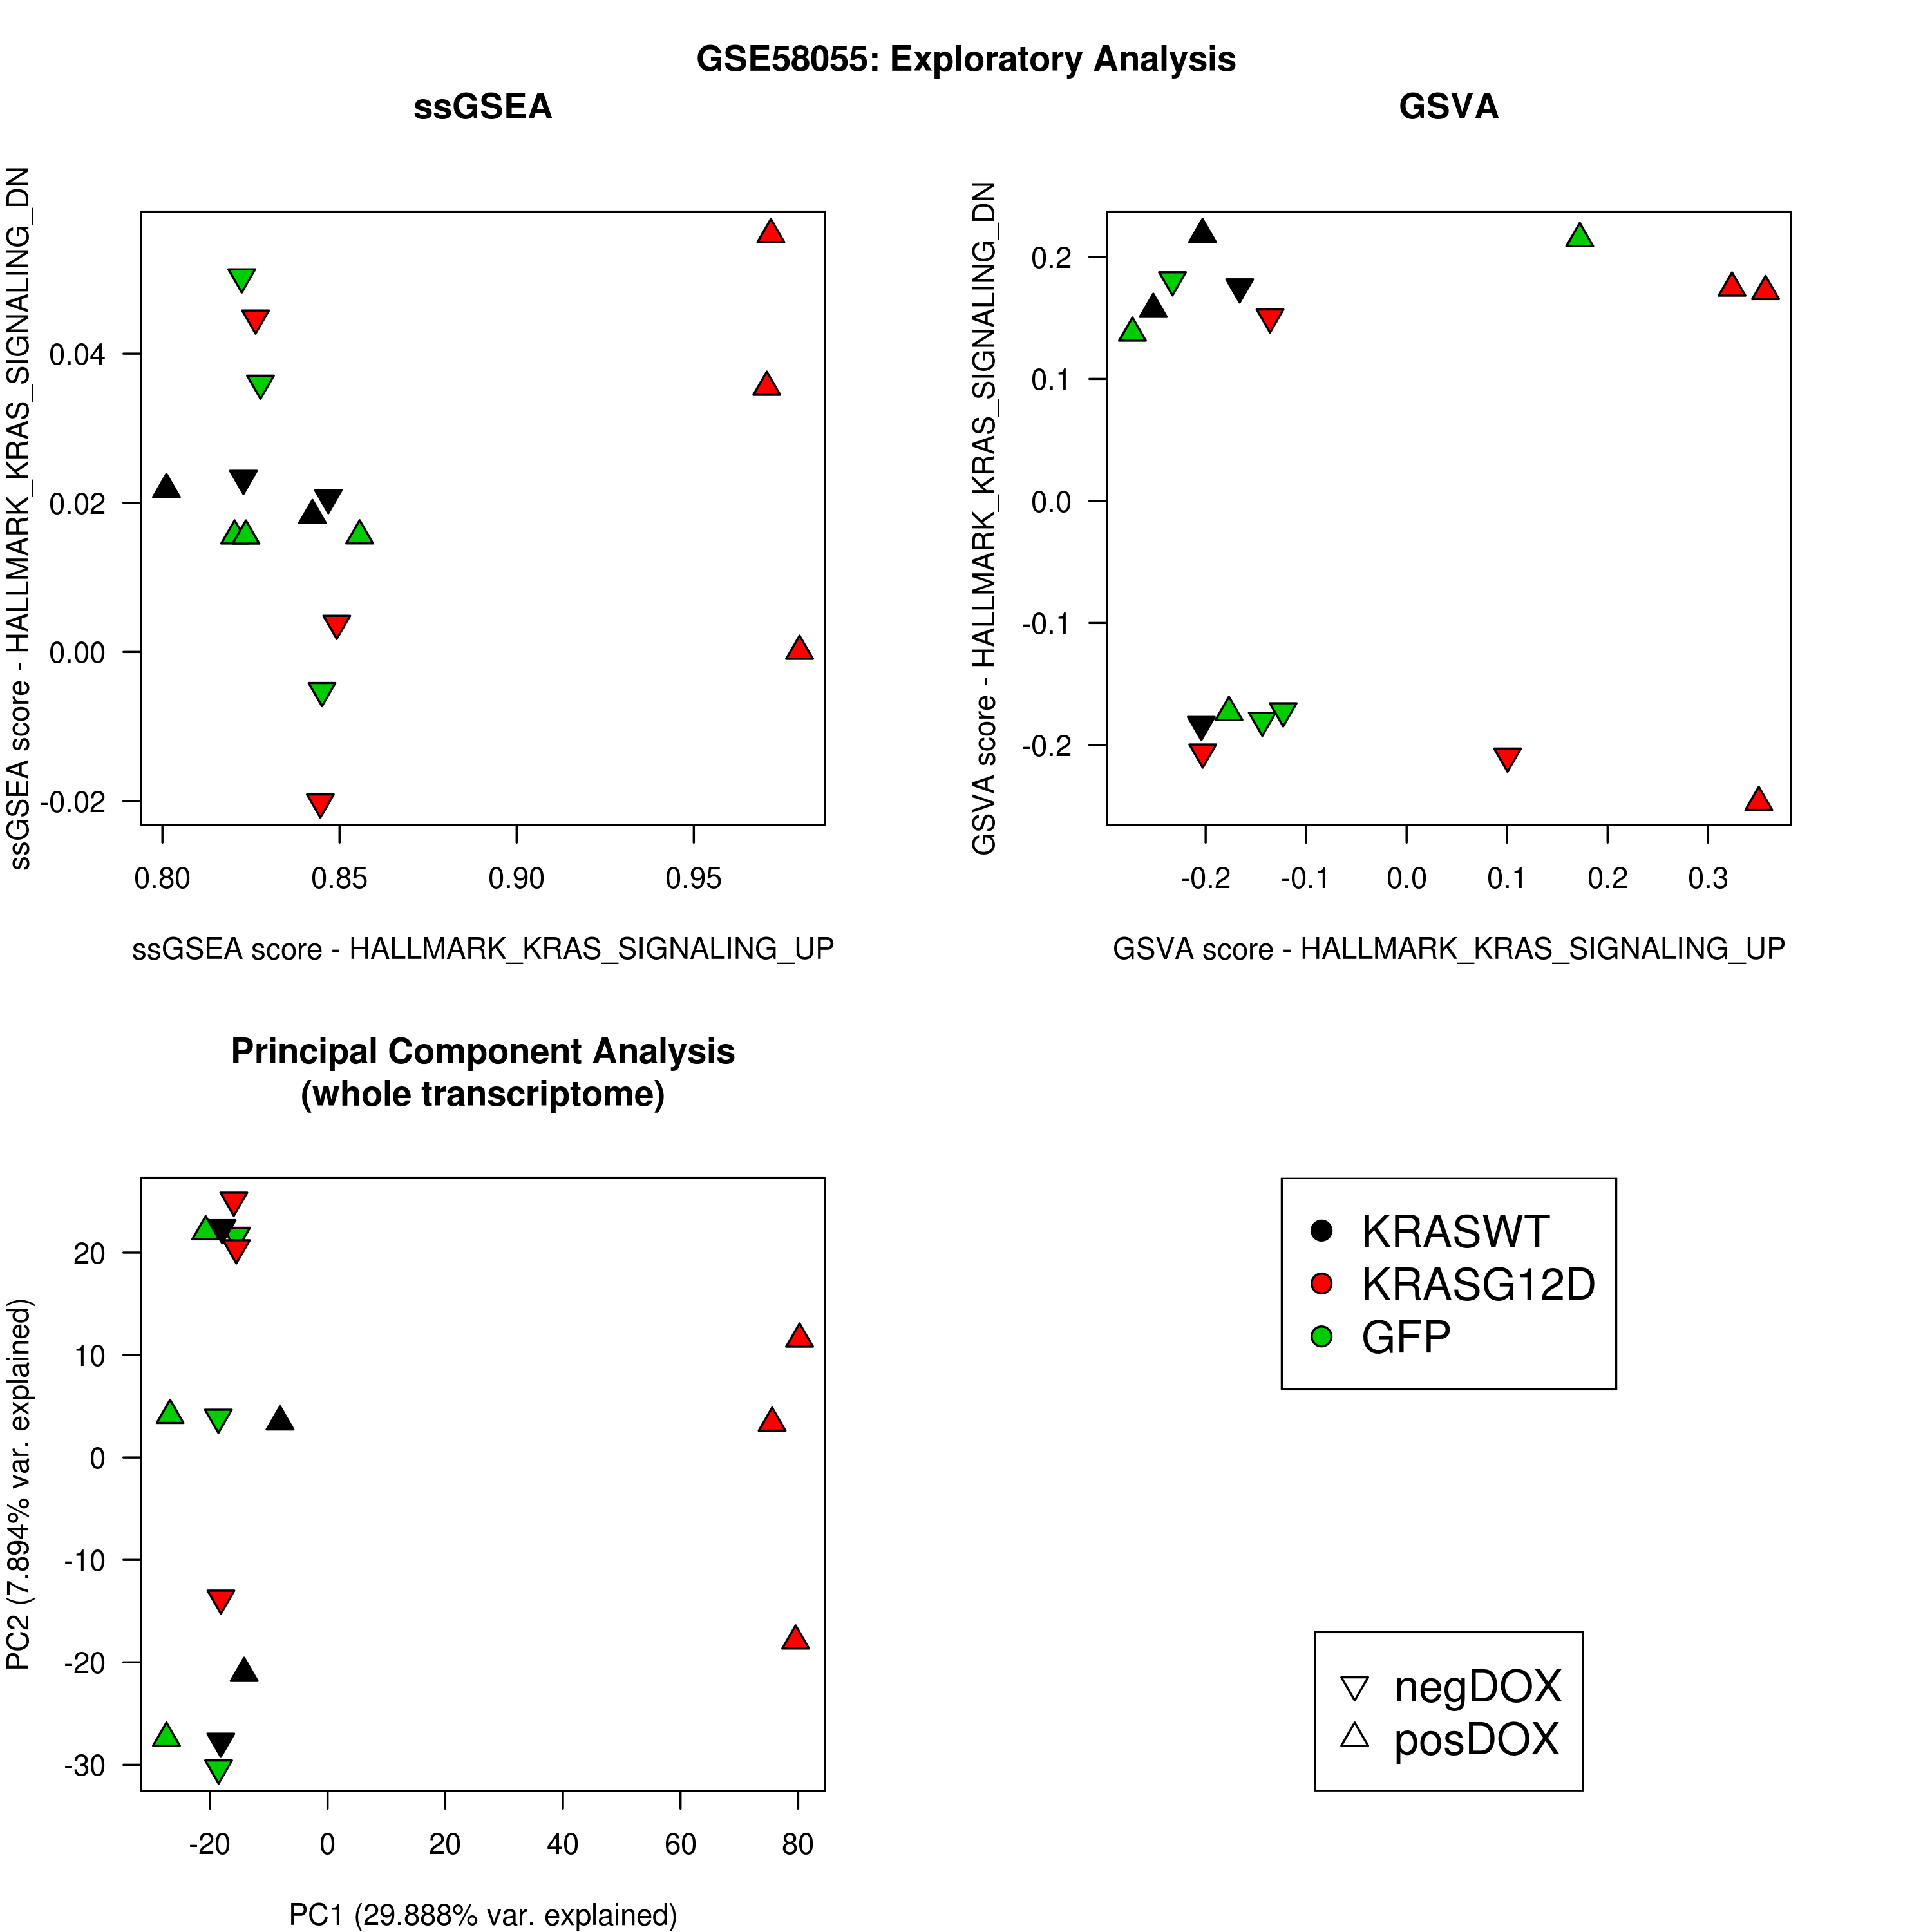 GSE58055: Exploratory Analysis
ssGSEA
ssGSEA score - HALLMARK_KRAS_SIGNALING_DN
0.04
0.02
0.00
-0.02
0.80 0.85 0.90 0.95
ssGSEA score - HALLMARK_KRAS_SIGNALING_UP
GSVA
GSVA score - HALLMARK_KRAS_SIGNALING_DN
0.2
0.1
0.0
-0.1
-0.2
-0.2 -0.1 0.0 0.1 0.2 0.3
GSVA score - HALLMARK_KRAS_SIGNALING_UP
Principal Component Analysis
(whole transcriptome)
PC2 (7.894% var. explained)
20
10
0
-10
-20
-30
-20 0 20 40 60 80
PC1 (29.888% var. explained)
KRASWT
KRASG12D
GFP
negDOX
posDOX